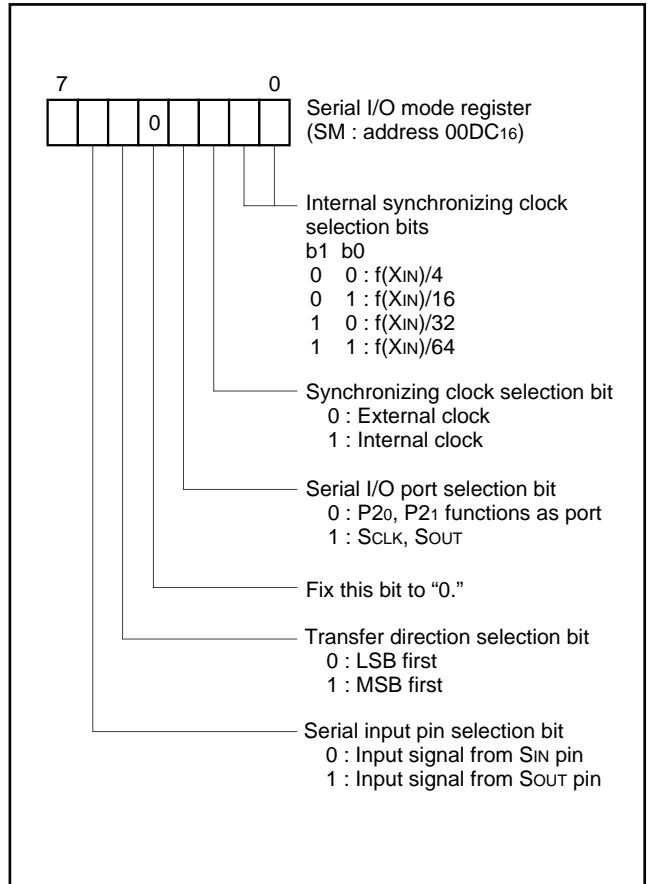 7 0
Serial I/O mode register
0
(SM : address 00DC16)
Internal synchronizing clock
selection bits
b1 b0
0 0 : f(XIN)/4
0 1 : f(XIN)/16
1 0 : f(XIN)/32
1 1 : f(XIN)/64
Synchronizing clock selection bit
0 : External clock
1 : Internal clock
Serial I/O port selection bit
0 : P20, P21 functions as port
1 : SCLK, SOUT
Fix this bit to “0.”
Transfer direction selection bit
0 : LSB first
1 : MSB first
Serial input pin selection bit
0 : Input signal from SIN pin
1 : Input signal from SOUT pin